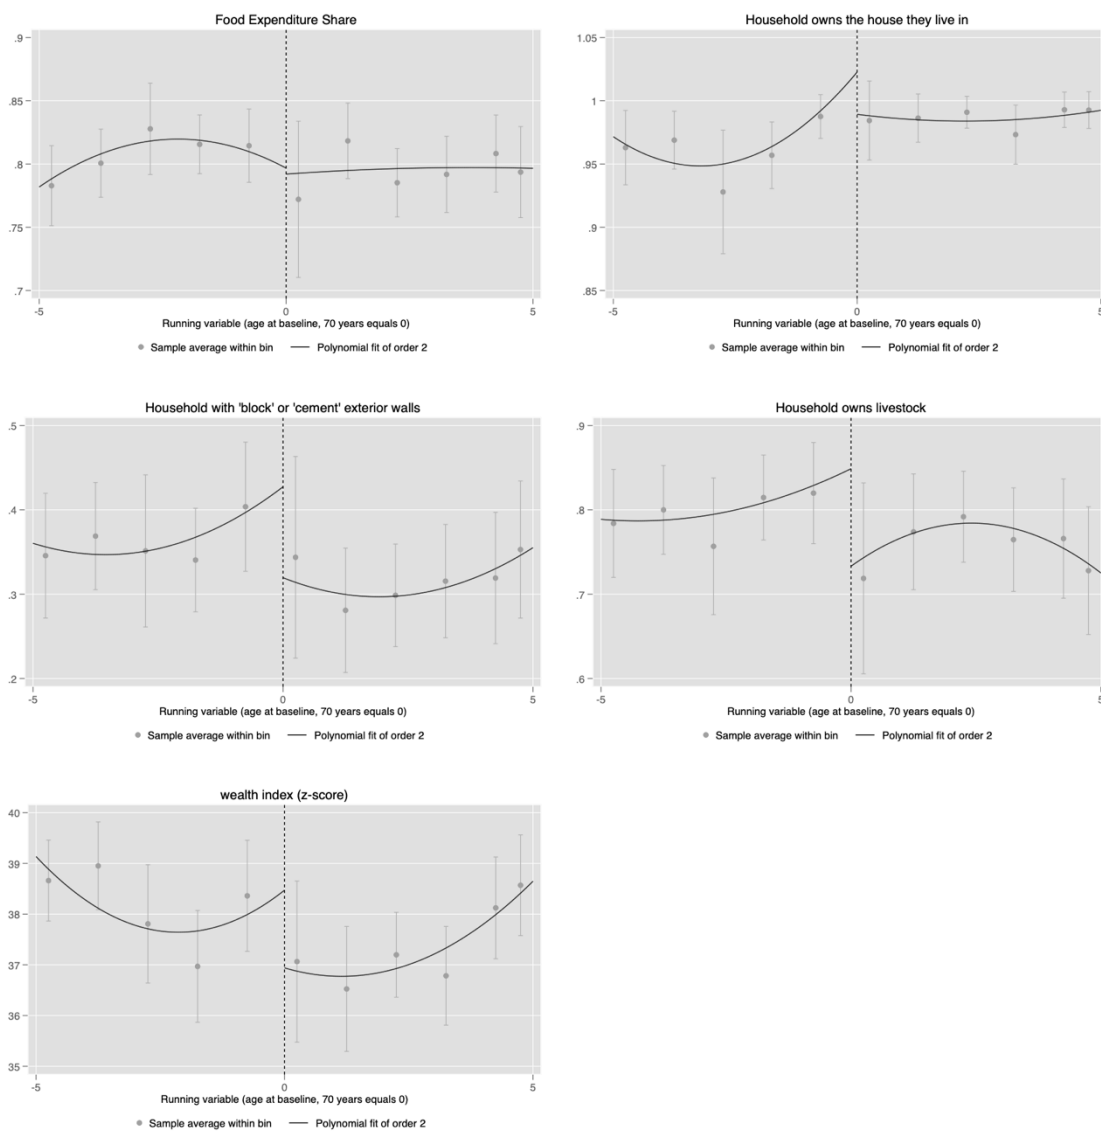 Food Expenditure Share
.9
.85
.8
.75
.7
-5 0 5
Running variable (age at baseline, 70 years equals 0)
Sample average within bin Polynomial fit of order 2
Household owns the house they live in
1.05
1
.95
.9
.85
-5 0 5
Running variable (age at baseline, 70 years equals 0)
Sample average within bin Polynomial fit of order 2
Household with 'block' or 'cement' exterior walls
.5
.4
.3
.2
-5 0 5
Running variable (age at baseline, 70 years equals 0)
Sample average within bin Polynomial fit of order 2
Household owns livestock
.9
.8
.7
.6
-5 0 5
Running variable (age at baseline, 70 years equals 0)
Sample average within bin Polynomial fit of order 2
wealth index (z-score)
40
39
38
37
36
35
-5 0 5
Running variable (age at baseline, 70 years equals 0)
Sample average within bin Polynomial fit of order 2